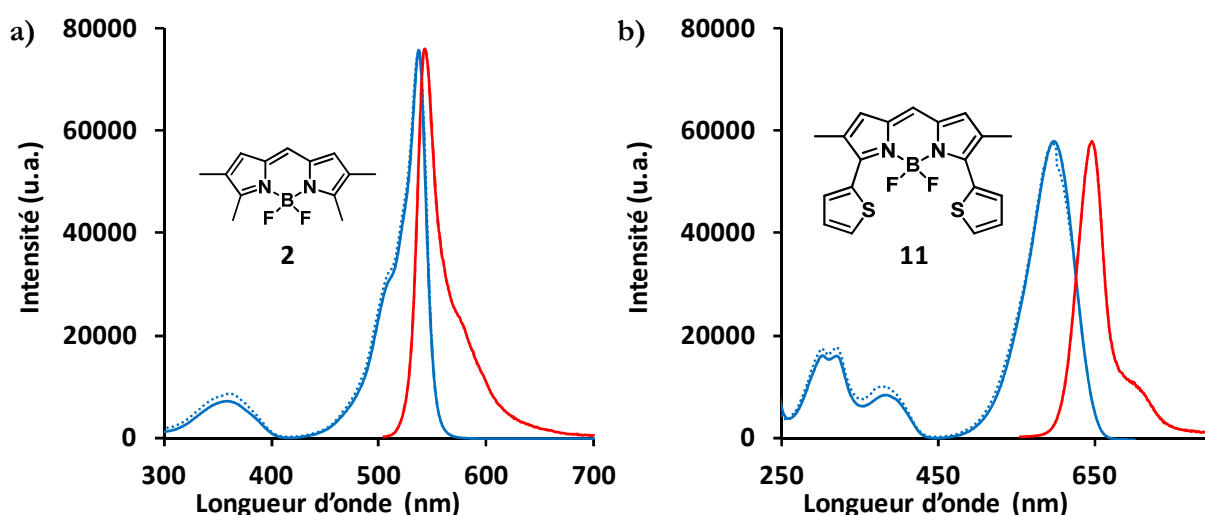 a)
Intensité (u.a.)
80000
60000
40000
20000
0
300
400
500
600
700
Longueur d'onde (nm)
N
N
B
F
F
2
b)
Intensité (u.a.)
80000
60000
40000
20000
0
250
450
650
Longueur d'onde (nm)
N
N
B
F
F
S
S
11